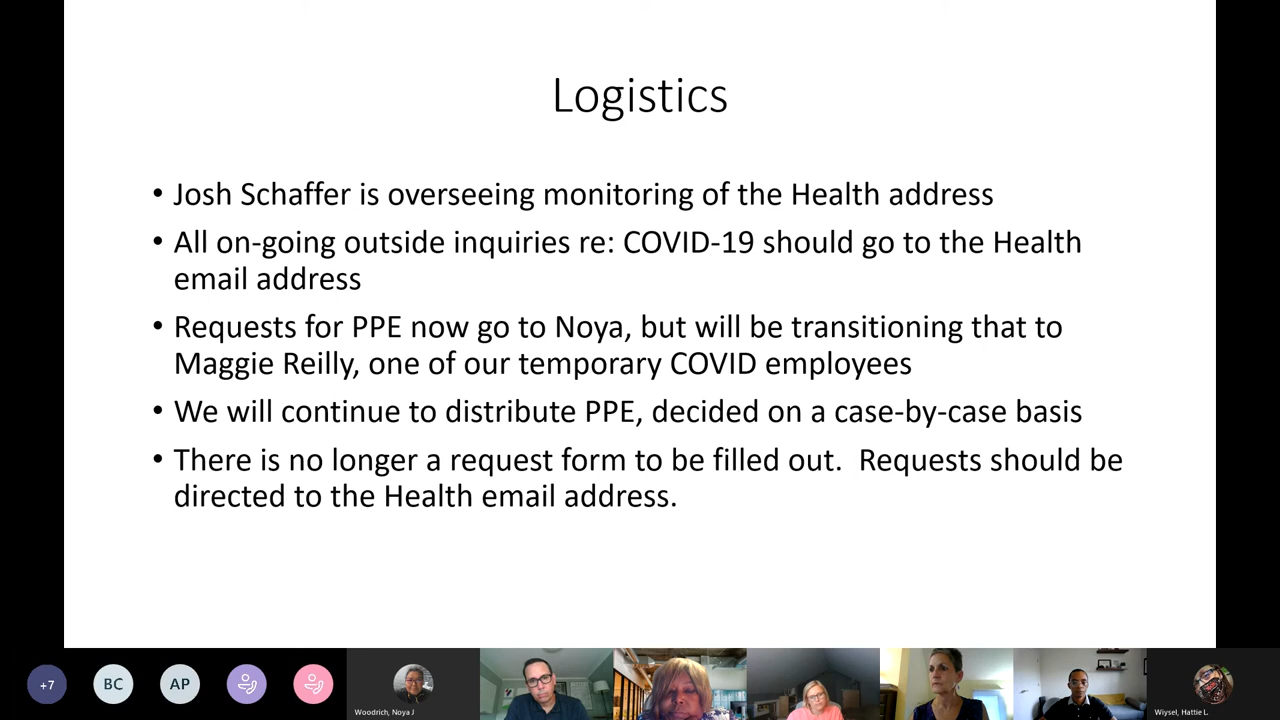 Logistics
• Josh Schaffer is overseeing monitoring of the Health address
• All on-going outside inquiries re: COVID-19 should go to the Health
email address
• Requests for PPE now go to Noya, but will be transitioning that to
Maggie Reilly, one of our temporary COVID employees
• We will continue to distribute PPE, decided on a case-by-case basis
• There is no longer a request form to be filled out.  Requests should be
directed to the Health email address.
+7
BC
AP
Woodrich, Noya J
Wiysel, Hattie L.